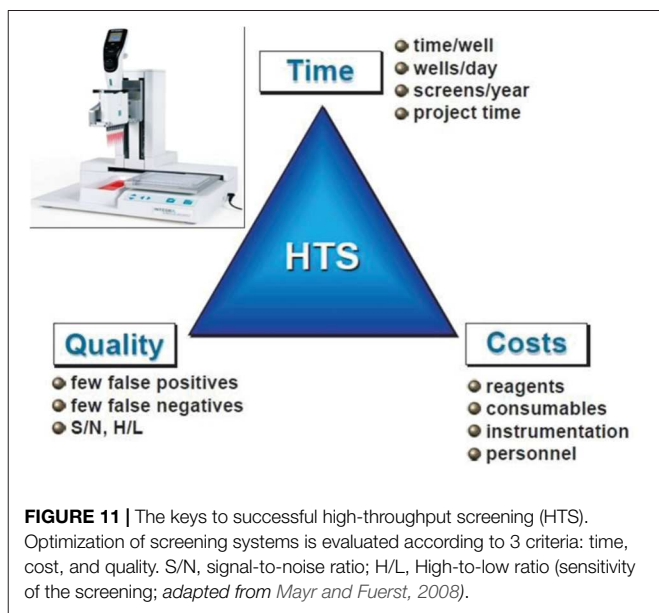 Time
time/well
wells/day
screens/year
project time
HTS
Quality
few false positives
few false negatives
S/N, H/L
Costs
reagents
consumables
instrumentation
personnel
FIGURE 11 | The keys to successful high-throughput screening (HTS).
Optimization of screening systems is evaluated according to 3 criteria: time,
cost, and quality. S/N, signal-to-noise ratio; H/L, High-to-low ratio (sensitivity
of the screening; adapted from Mayr and Fuerst, 2008).